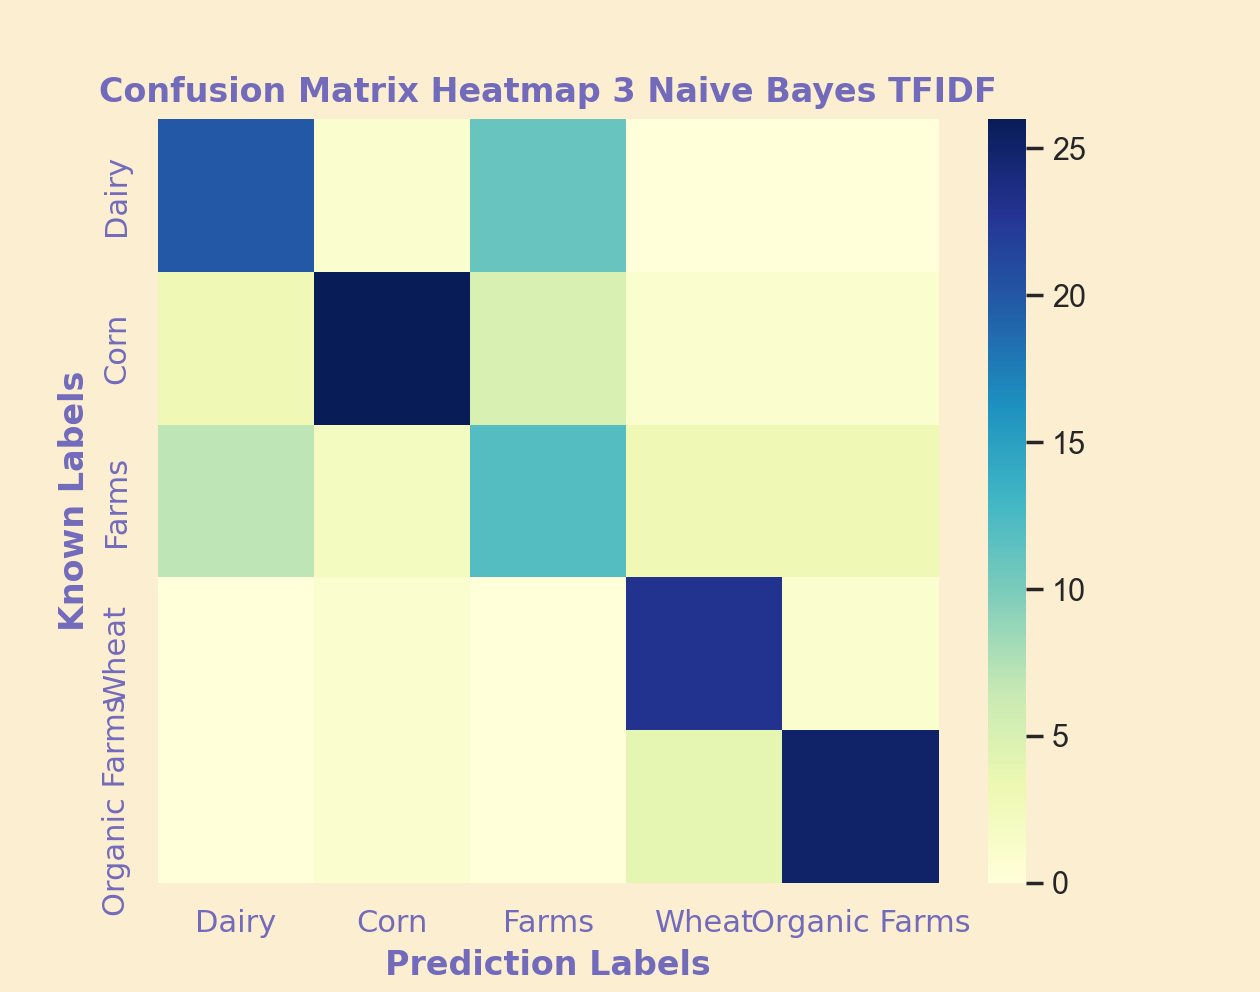 Confusion Matrix Heatmap 3 Naive Bayes TFIDF
Known Labels
Dairy
Corn
Farms
Wheat
Organic Farms
25
20
15
10
5
0
Dairy Corn Farms Wheat Organic Farms
Prediction Labels